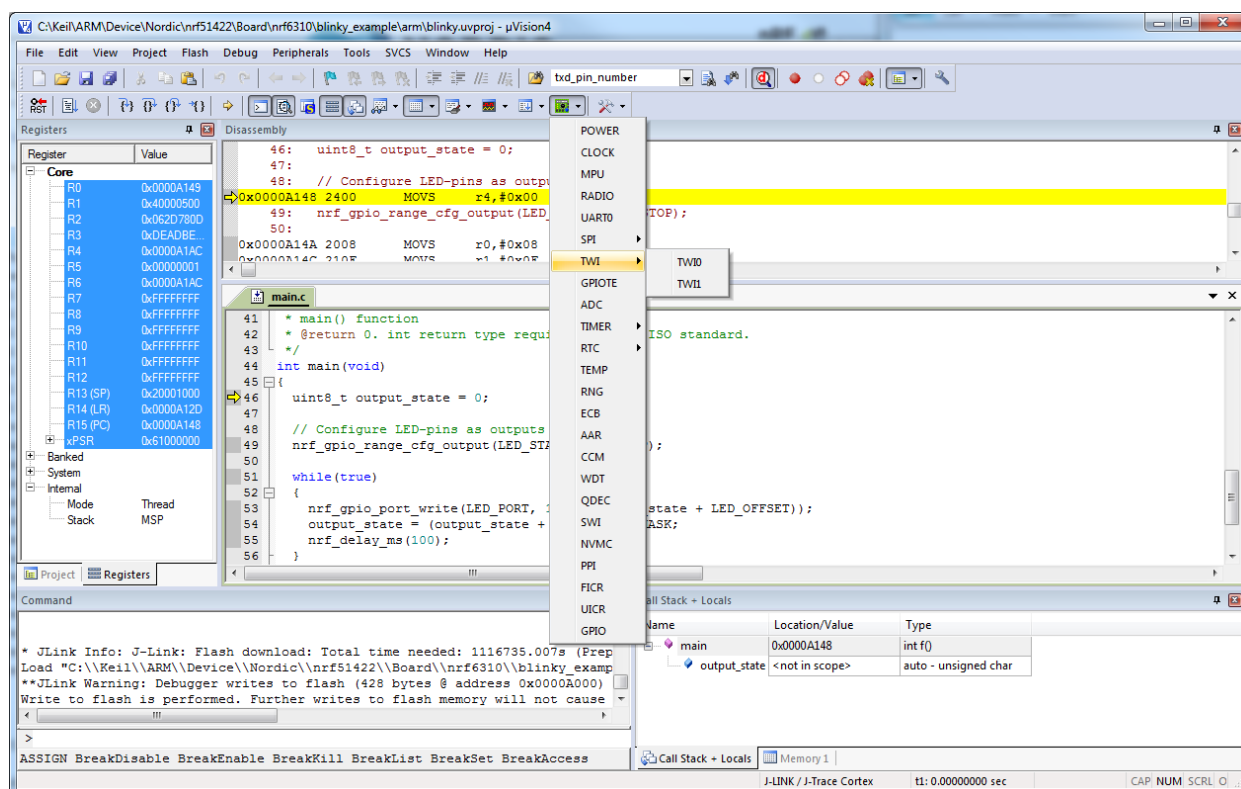 C:\Keil\ARM\Device\Nordic\nrf51422\Board\nrf6310\blinky_example\arm\blinky.uvproj - µVision4
File Edit View Project Flash Debug Peripherals Tools SVCS Window Help
txd_pin_number
RST
Registers
Register Value
Core
R0 0x0000A149
R1 0x40000500
R2 0x062D780D
R3 0xDEADBE...
R4 0x0000A1AC
R5 0x00000001
R6 0x0000A1AC
R7 0xFFFFFFFF
R8 0xFFFFFFFF
R9 0xFFFFFFFF
R10 0xFFFFFFFF
R11 0xFFFFFFFF
R12 0xFFFFFFFF
R13 (SP) 0x20001000
R14 (LR) 0x0000A12D
R15 (PC) 0x0000A148
xPSR 0x61000000
Banked
System
Internal
Mode Thread
Stack MSP
Project Registers
Disassembly
46: uint8_t output_state = 0;
47:
48: // Configure LED-pins as outpu
0x0000A148 2400 MOVS r4,#0x00
49: nrf_gpio_range_cfg_output(LED_ STOP);
50:
0x0000A14A 2008 MOVS r0,#0x08
0x0000A14C 210F MOVS r1,#0x0F
POWER
CLOCK
MPU
RADIO
UART0
SPI
TWI
TWI0
TWI1
GPIOTE
ADC
TIMER
RTC
TEMP
RNG
ECB
AAR
CCM
WDT
QDEC
SWI
NVMC
PPI
FICR
UICR
GPIO
main.c
41 * main() function
42 * @return 0. int return type requi ISO standard.
43 */
44 int main(void)
45 {
46 uint8_t output_state = 0;
47
48 // Configure LED-pins as outputs
49 nrf_gpio_range_cfg_output(LED_STA );
50
51 while(true)
52 {
53 nrf_gpio_port_write(LED_PORT, 1 state + LED_OFFSET));
54 output_state = (output_state + ASK;
55 nrf_delay_ms(100);
56 }
Command
* JLink Info: J-Link: Flash download: Total time needed: 1116735.007s (Prep
Load "C:\\Keil\\ARM\\Device\\Nordic\\nrf51422\\Board\\nrf6310\\blinky_examp
**JLink Warning: Debugger writes to flash (428 bytes @ address 0x0000A000)
Write to flash is performed. Further writes to flash memory will not cause
>
ASSIGN BreakDisable BreakEnable BreakKill BreakList BreakSet BreakAccess
all Stack + Locals
Name Location/Value Type
main 0x0000A148 int f()
output_state <not in scope> auto - unsigned char
Call Stack + Locals Memory 1
J-LINK / J-Trace Cortex t1: 0.00000000 sec CAP NUM SCRL O